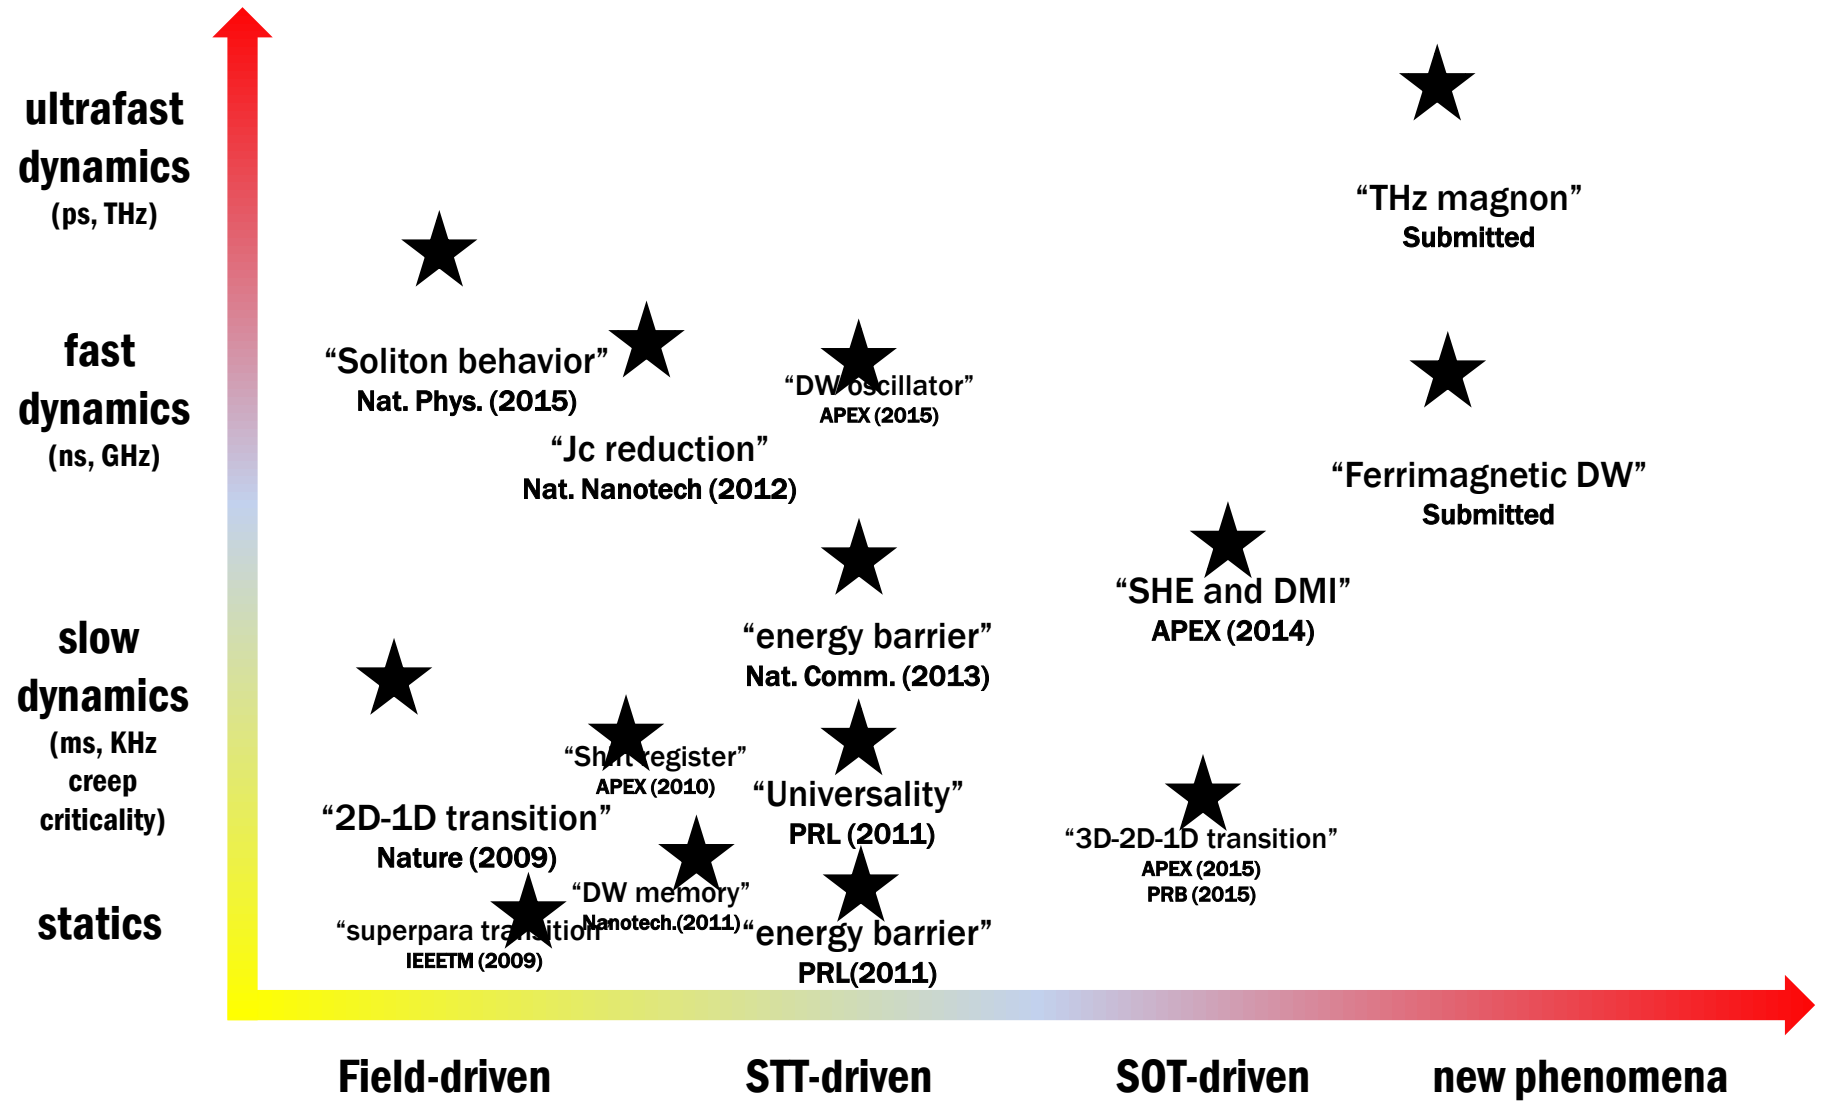 ultrafast
dynamics
(ps, THz)
fast
dynamics
(ns, GHz)
slow
dynamics
(ms, KHz
creep
criticality)
statics
“THz magnon”
Submitted
“Soliton behavior”
Nat. Phys. (2015)
“DW oscillator”
APEX (2015)
“Jc reduction”
Nat. Nanotech (2012)
“Ferrimagnetic DW”
Submitted
“SHE and DMI”
APEX (2014)
“energy barrier”
Nat. Comm. (2013)
“Shift register”
APEX (2010)
“Universality”
PRL (2011)
“2D-1D transition”
Nature (2009)
“3D-2D-1D transition”
APEX (2015)
PRB (2015)
“DW memory”
Nanotech.(2011)
“superpara transition”
IEEETM (2009)
“energy barrier”
PRL(2011)
Field-driven
STT-driven
SOT-driven
new phenomena